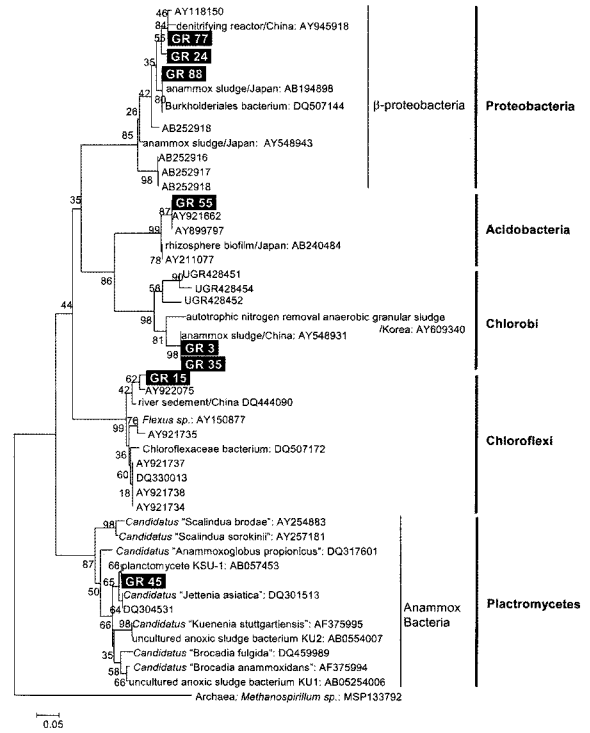 46 AY118150
84 denitrifying reactor/China: AY945918
55 GR 77
GR 24
35 GR 88
anammox sludge/Japan: AB194898
42 80 Burkholderiales bacterium: DQ507144
β-proteobacteria
Proteobacteria
26 AB252918
85 anammox sludge/Japan: AY548943
AB252916
AB252917
98 AB252918
35
GR 55
87 AY921662
99 AY899797
rhizosphere biofilm/Japan: AB240484
78 AY211077
Acidobacteria
86
90 UGR428451
58 UGR428454
UGR428452
98 autotrophic nitrogen removal anaerobic granular sludge
/Korea: AY609340
81 anammox sludge/China: AY548931
98 GR 3
GR 35
Chlorobi
44
62 GR 15
42 AY922075
river sedement/China DQ444090
76 Flexus sp.: AY150877
99 AY921735
Chloroflexaceae bacterium: DQ507172
36 AY921737
60 DQ330013
18 AY921738
AY921734
Chloroflexi
98 Candidatus "Scalindua brodae": AY254883
Candidatus "Scalindua sorokinii": AY257181
87 Candidatus "Anammoxoglobus propionicus": DQ317601
66 planctomycete KSU-1: AB057453
50 65 GR 45
Candidatus "Jettenia asiatica": DQ301513
64 DQ304531
66 98 Candidatus "Kuenenia stuttgartiensis": AF375995
uncultured anoxic sludge bacterium KU2: AB0554007
35 Candidatus "Brocadia fulgida": DQ459989
58 Candidatus "Brocadia anammoxidans": AF375994
66 uncultured anoxic sludge bacterium KU1: AB05254006
Anammox
Bacteria
Plactromycetes
Archaea; Methanospirillum sp.: MSP133792
0.05